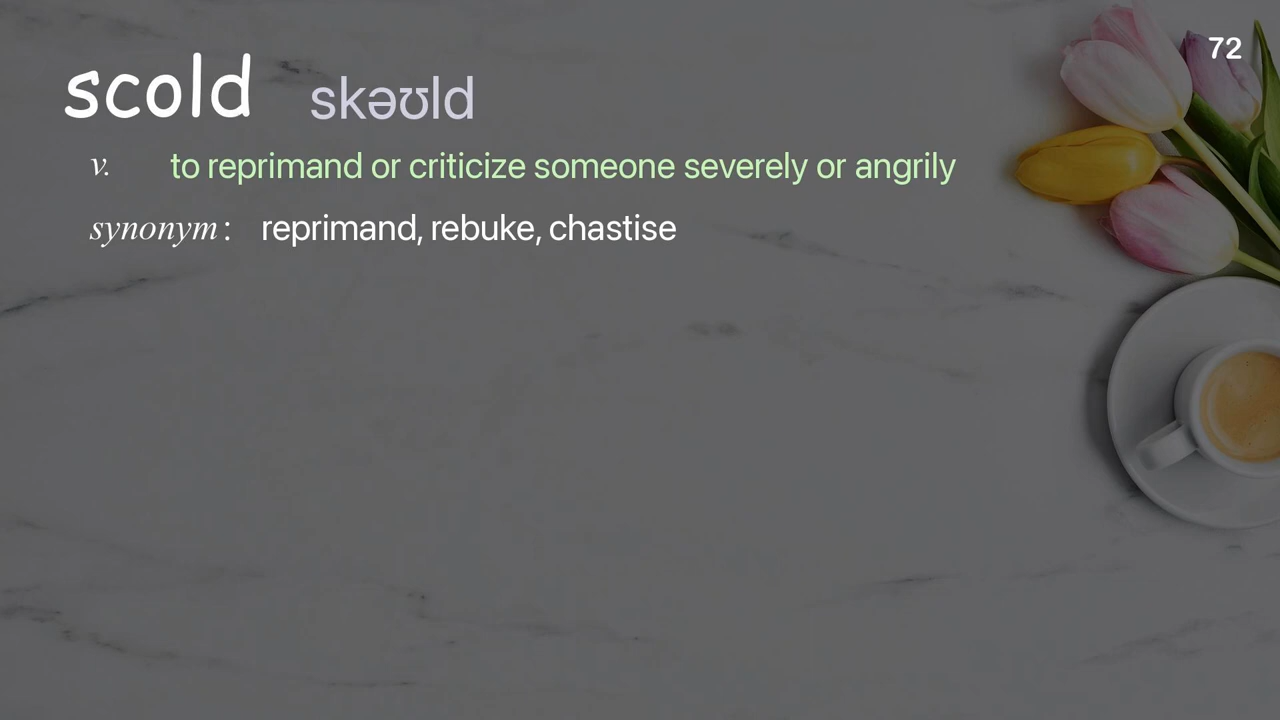 72
scold skəʊld
v. to reprimand or criticize someone severely or angrily
synonym: reprimand, rebuke, chastise